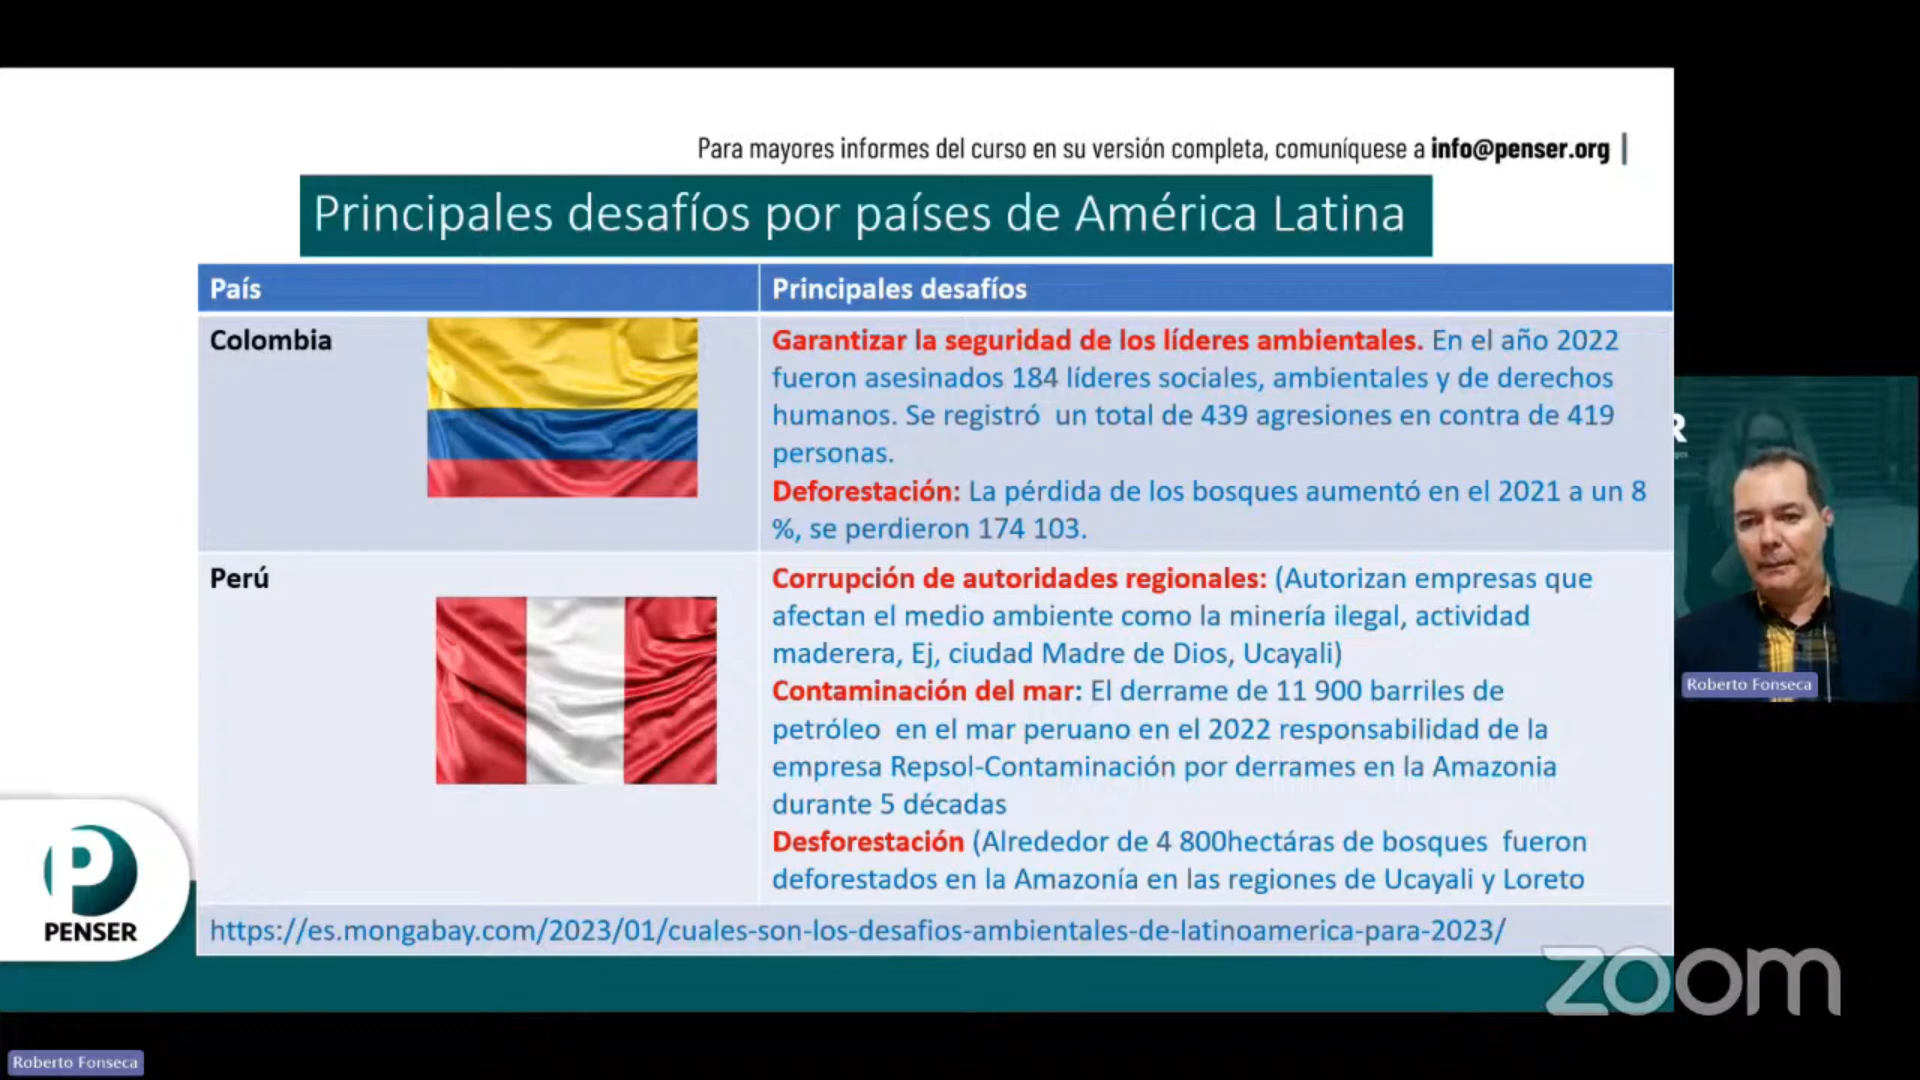 Para mayores informes del curso en su versión completa, comuníquese a info@penser.org |
Principales desafíos por países de América Latina
País
Principales desafíos
Colombia
Garantizar la seguridad de los líderes ambientales. En el año 2022
fueron asesinados 184 líderes sociales, ambientales y de derechos
humanos. Se registró un total de 439 agresiones en contra de 419
personas.
Deforestación: La pérdida de los bosques aumentó en el 2021 a un 8
%, se perdieron 174 103.
Perú
Corrupción de autoridades regionales: (Autorizan empresas que
afectan el medio ambiente como la minería ilegal, actividad
maderera, Ej, ciudad Madre de Dios, Ucayali)
Contaminación del mar: El derrame de 11 900 barriles de
petróleo en el mar peruano en el 2022 responsabilidad de la
empresa Repsol-Contaminación por derrames en la Amazonia
durante 5 décadas
Desforestación (Alrededor de 4 800hectáras de bosques fueron
deforestados en la Amazonía en las regiones de Ucayali y Loreto
https://es.mongabay.com/2023/01/cuales-son-los-desafios-ambientales-de-latinoamerica-para-2023/
P
PENSER
R
Roberto Fonseca
zoom
Roberto Fonseca